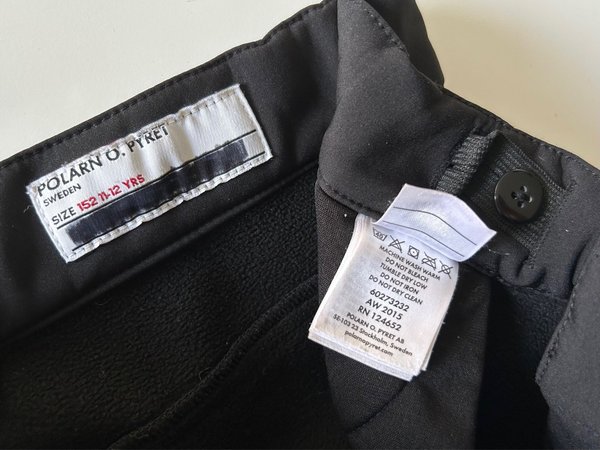 POLARN O. PYRET
SWEDEN
SIZE 152 11-12 YRS
MACHINE WASH WARM
DO NOT BLEACH
TUMBLE DRY LOW
DO NOT IRON
DO NOT DRY CLEAN
60273232
AW 2015
RN 124652
POLARN O. PYRET AB
SE-103 23 Stockholm, Sweden
polarnopyret.com